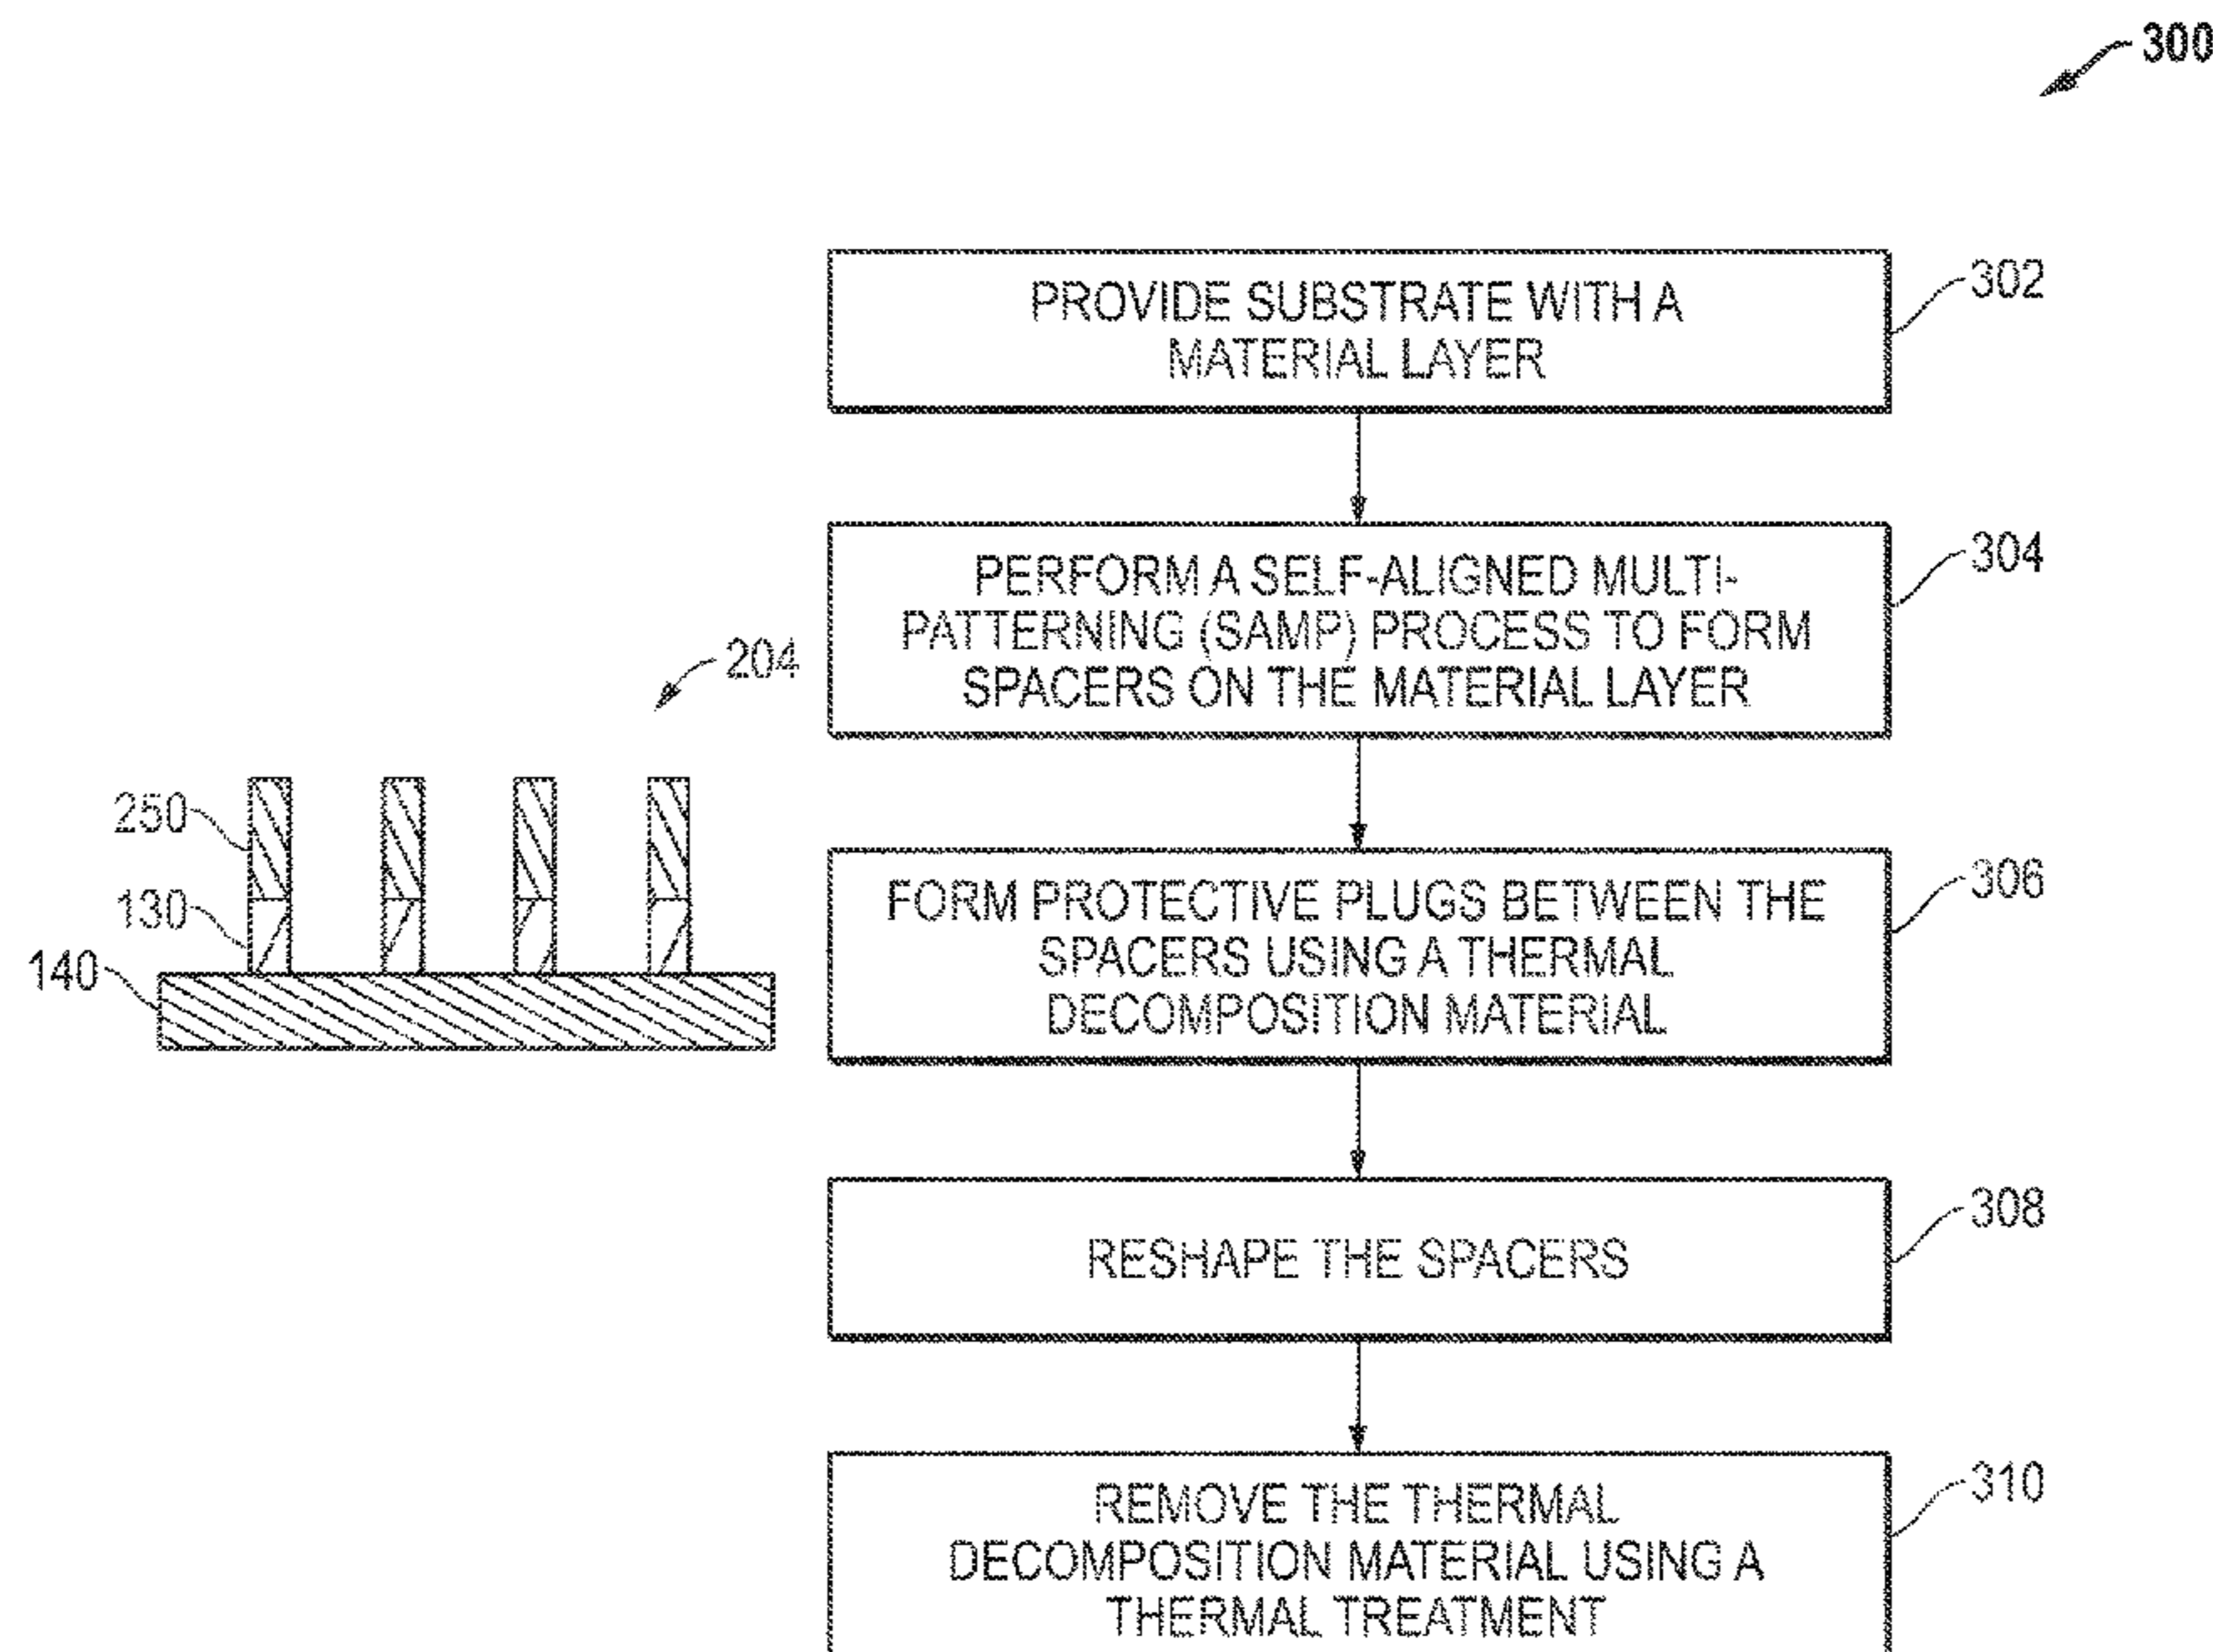 300
PROVIDE SUBSTRATE WITH A
MATERIAL LAYER
302
PERFORM A SELF-ALIGNED MULTI-
PATTERNING (SAMP) PROCESS TO FORM
SPACERS ON THE MATERIAL LAYER
304
204
250
130
140
FORM PROTECTIVE PLUGS BETWEEN THE
SPACERS USING A THERMAL
DECOMPOSITION MATERIAL
306
RESHAPE THE SPACERS
308
REMOVE THE THERMAL
DECOMPOSITION MATERIAL USING A
THERMAL TREATMENT
310